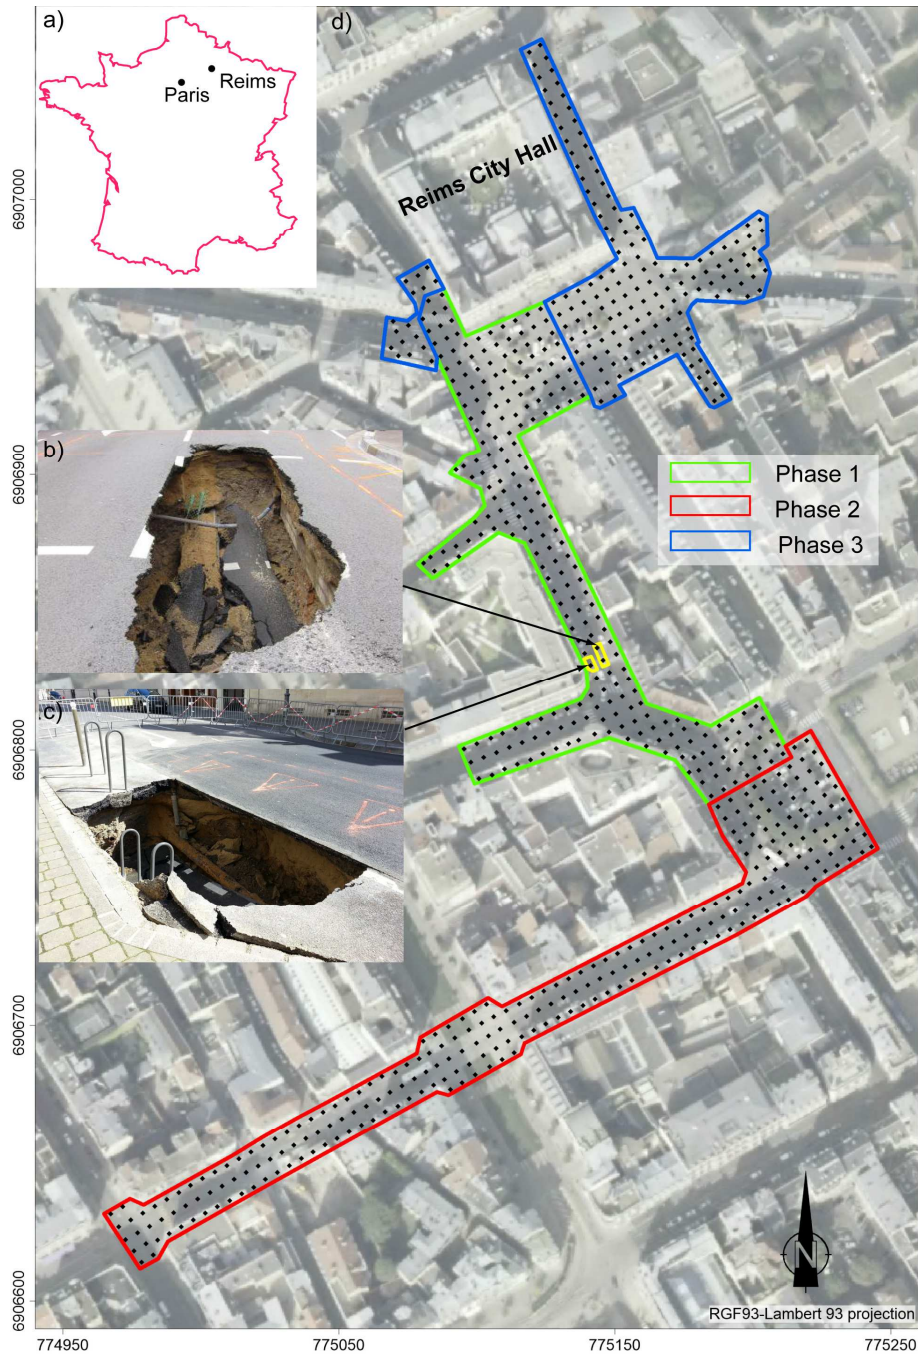 a)
d)
Reims
Paris
Reims City Hall
6907000
b)
6906900
Phase 1
Phase 2
Phase 3
c)
6906800
6906700
6906600
N
RGF93-Lambert 93 projection
774950
775050
775150
775250